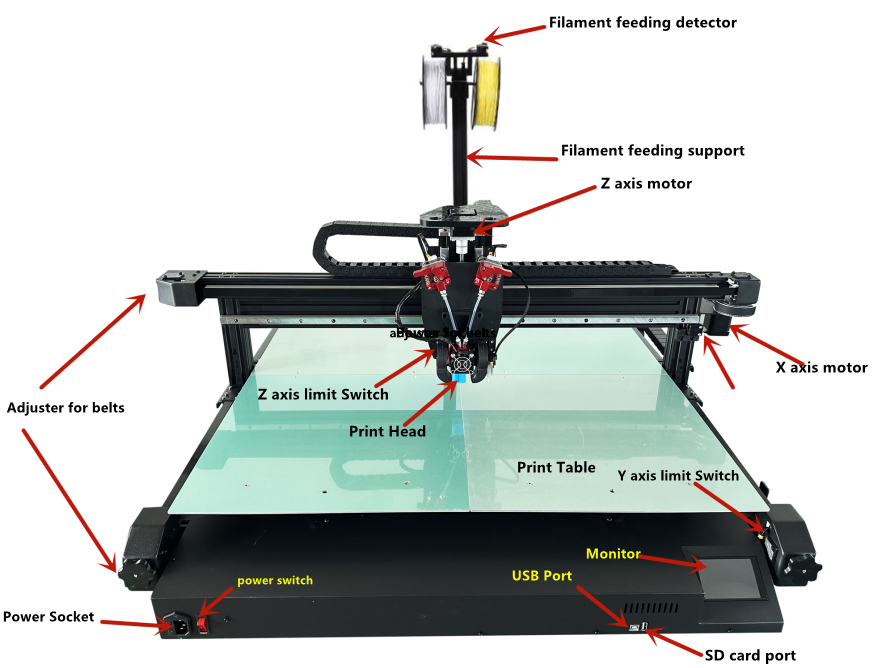 Filament feeding detector
Filament feeding support
Z axis motor
X axis motor
Z axis limit Switch
Adjuster for belts
Print Head
Print Table
Y axis limit Switch
Monitor
USB Port
power switch
Power Socket
SD card port